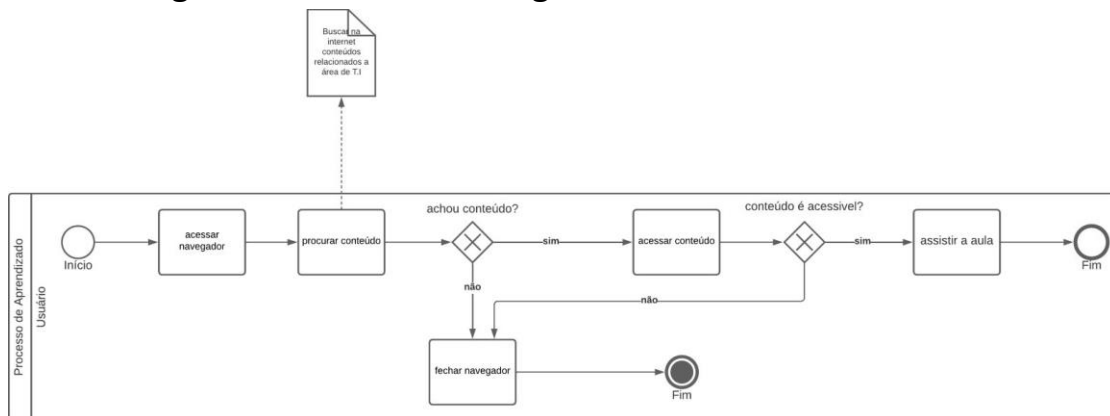 Buscar na
internet
conteúdos
relacionados a
área de T.I
Processo de Aprendizado
Usuário
Início
acessar
navegador
procurar conteúdo
achou conteúdo?
sim
não
acessar conteúdo
conteúdo é acessivel?
sim
não
assistir a aula
Fim
fechar navegador
Fim